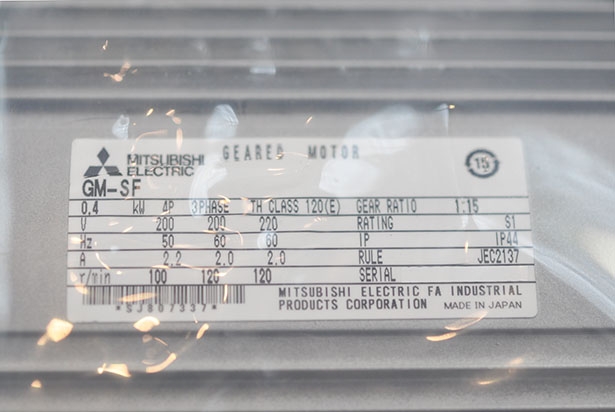 MITSUBISHI ELECTRIC
GEARED MOTOR
15
GM-SF
0.4 kW 4P 3PHASE TH CLASS 120(E) GEAR RATIO 1:15
V 200 200 220 RATING S1
Hz 50 60 60 IP IP44
A 2.2 2.0 2.0 RULE JEC2137
r/min 100 120 120 SERIAL
*SJ807337*
MITSUBISHI ELECTRIC FA INDUSTRIAL
PRODUCTS CORPORATION MADE IN JAPAN